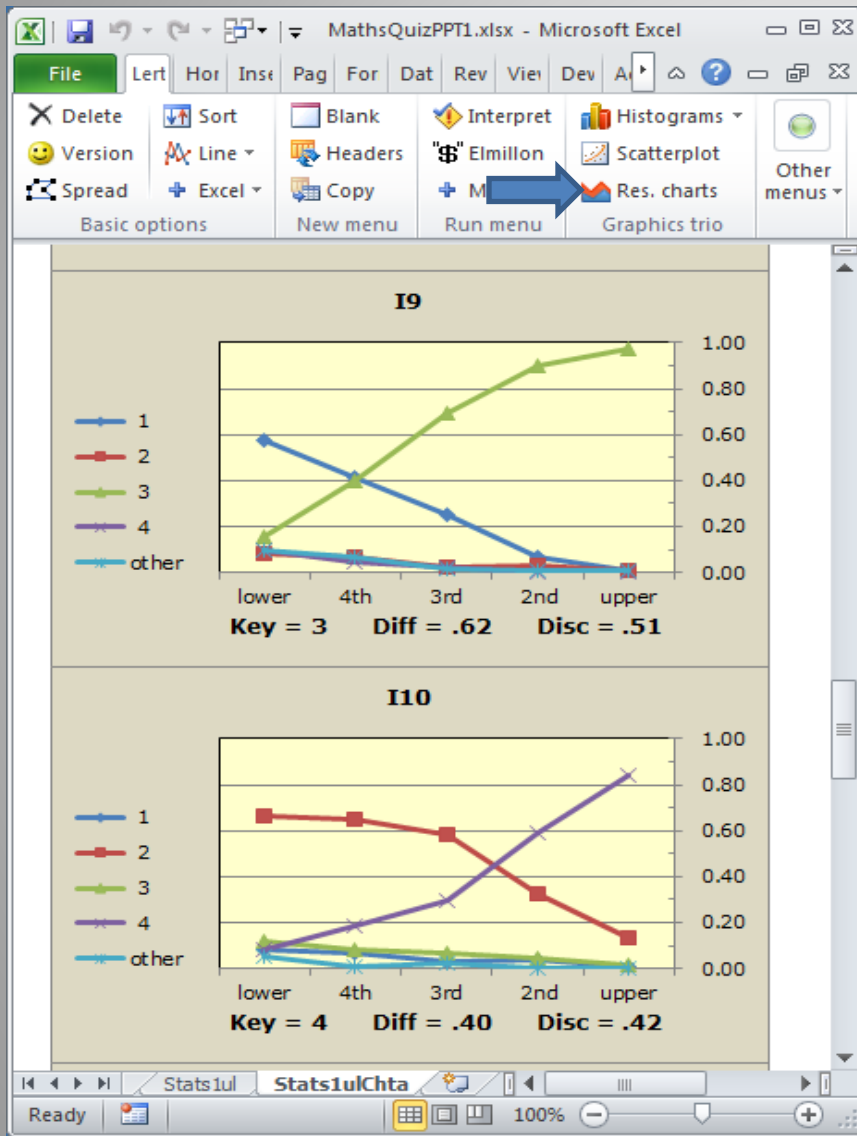 MathsQuizPPT1.xlsx - Microsoft Excel
File Lert Hor Inse Pag For Dat Rev Viev Dev
Delete Sort Blank Interpret Histograms
Version Line Headers "$" Elmillon Scatterplot
Spread Excel Copy Res. charts
Other
menus
Basic options New menu Run menu Graphics trio
I9
1.00
0.80
0.60
0.40
0.20
0.00
1
2
3
4
other
lower 4th 3rd 2nd upper
Key = 3 Diff = .62 Disc = .51
I10
1.00
0.80
0.60
0.40
0.20
0.00
1
2
3
4
other
lower 4th 3rd 2nd upper
Key = 4 Diff = .40 Disc = .42
Stats1ul Stats1ulChta
Ready 100%